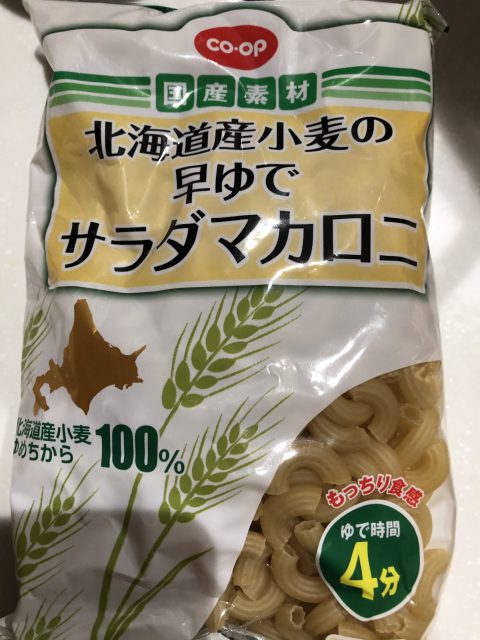 co·op
国産素材
北海道産小麦の
早ゆで
サラダマカロニ
北海道産小麦
ゆめちから
100%
もっちり食感
ゆで時間
4分